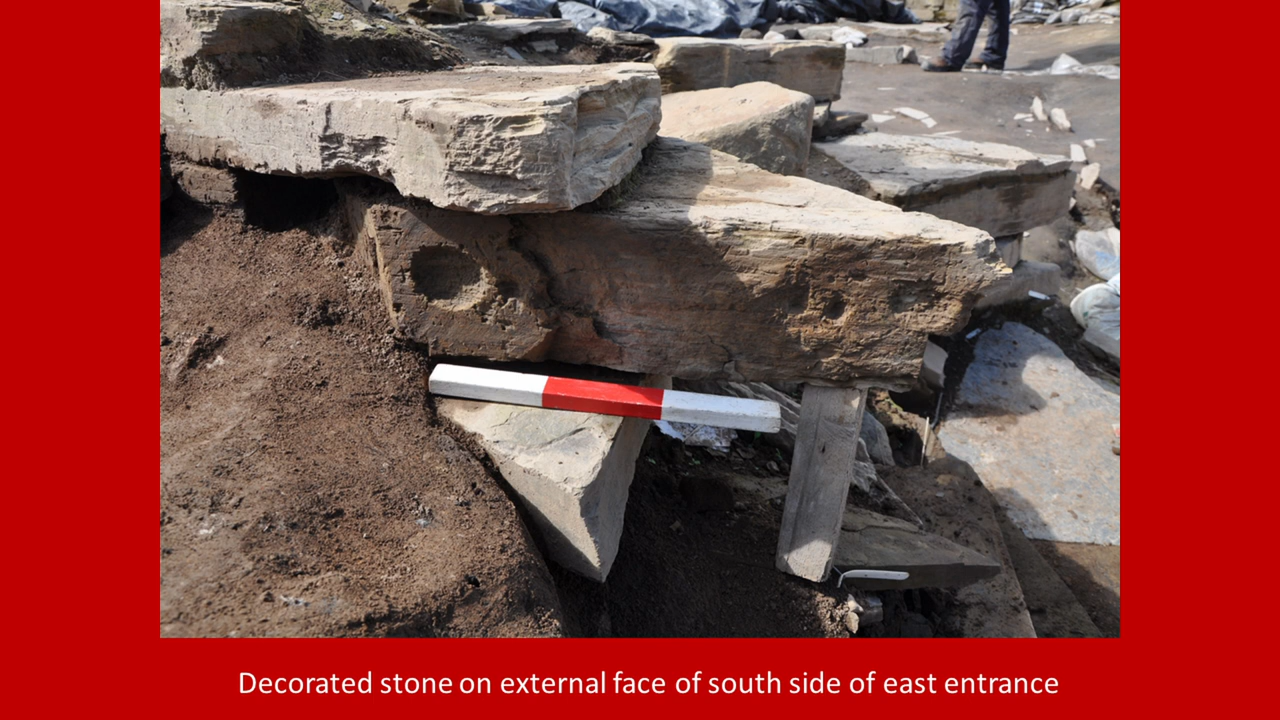 Decorated stone on external face of south side of east entrance